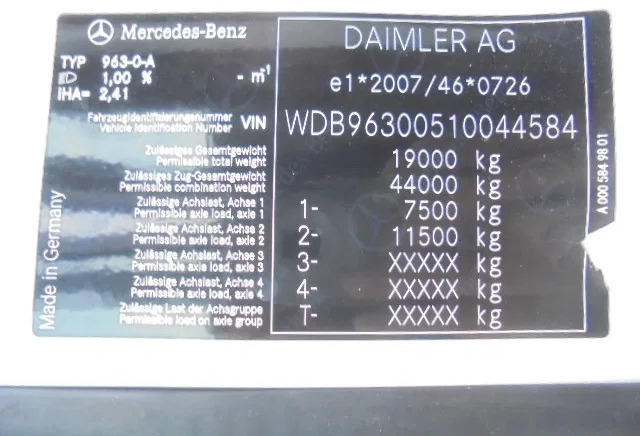 Mercedes-Benz
DAIMLER AG
TYP 963-0-A
1,00 % - m⁻¹
IHA= 2,41
e1*2007/46*0726
Fahrzeugidentifizierungsnummer
Vehicle Identification Number VIN WDB96300510044584
Zulässiges Gesamtgewicht
Permissible total weight 19000 kg
Zulässiges Zug-Gesamtgewicht
Permissible combination weight 44000 kg
Zulässige Achslast, Achse 1
Permissible axle load, axle 1 1- 7500 kg
Zulässige Achslast, Achse 2
Permissible axle load, axle 2 2- 11500 kg
Zulässige Achslast, Achse 3
Permissible axle load, axle 3 3- XXXXX kg
Zulässige Achslast, Achse 4
Permissible axle load, axle 4 4- XXXXX kg
Zulässige Last der Achsgruppe
Permissible load on axle group T- XXXXX kg
Made in Germany
A 000 584 98 01